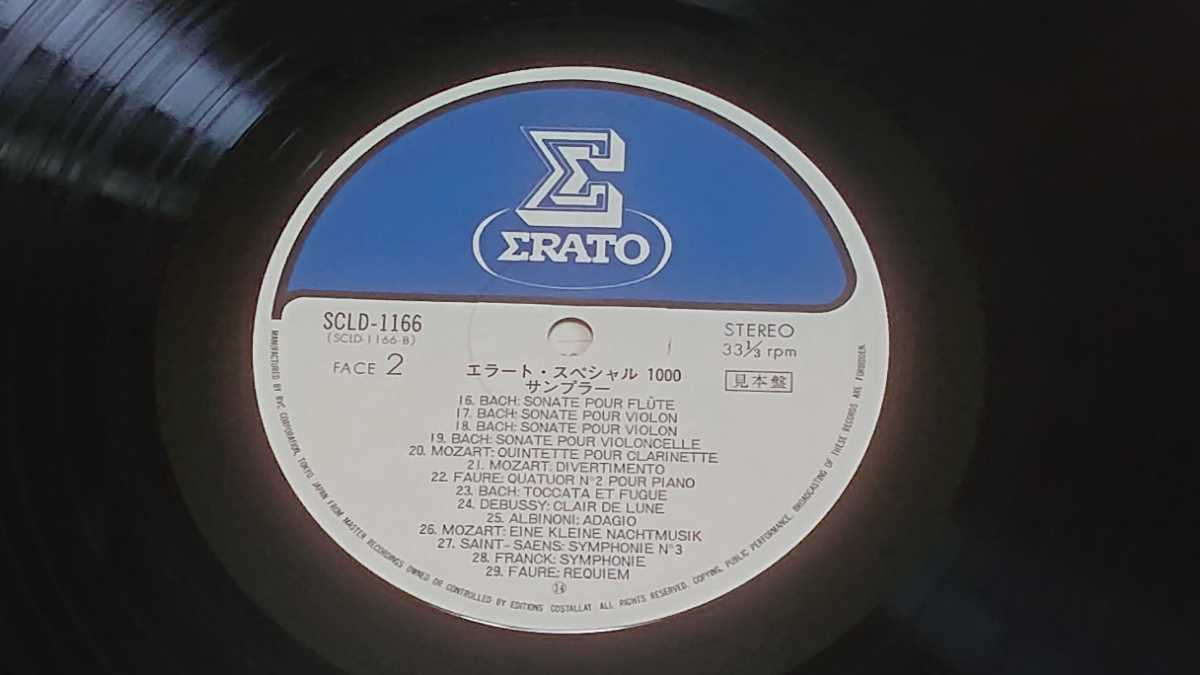 Σ
ΣRATO
SCLD-1166
(SCLD-1166-B)
FACE 2
STEREO
33 1/3 rpm
見本盤
エラート・スペシャル 1000
サンプラー
16. BACH: SONATE POUR FLÛTE
17. BACH: SONATE POUR VIOLON
18. BACH: SONATE POUR VIOLON
19. BACH: SONATE POUR VIOLONCELLE
20. MOZART: QUINTETTE POUR CLARINETTE
21. MOZART: DIVERTIMENTO
22. FAURE: QUATUOR N°2 POUR PIANO
23. BACH: TOCCATA ET FUGUE
24. DEBUSSY: CLAIR DE LUNE
25. ALBINONI: ADAGIO
26. MOZART: EINE KLEINE NACHTMUSIK
27. SAINT-SAENS: SYMPHONIE N°3
28. FRANCK: SYMPHONIE
29. FAURE: REQUIEM
MANUFACTURED BY RVC CORPORATION, TOKYO, JAPAN FROM MASTER RECORDINGS OWNED OR CONTROLLED BY EDITIONS COSTALLAT. ALL RIGHTS RESERVED. COPYING, PUBLIC PERFORMANCE, BROADCASTING OF THESE RECORD ARE FORBIDDEN.